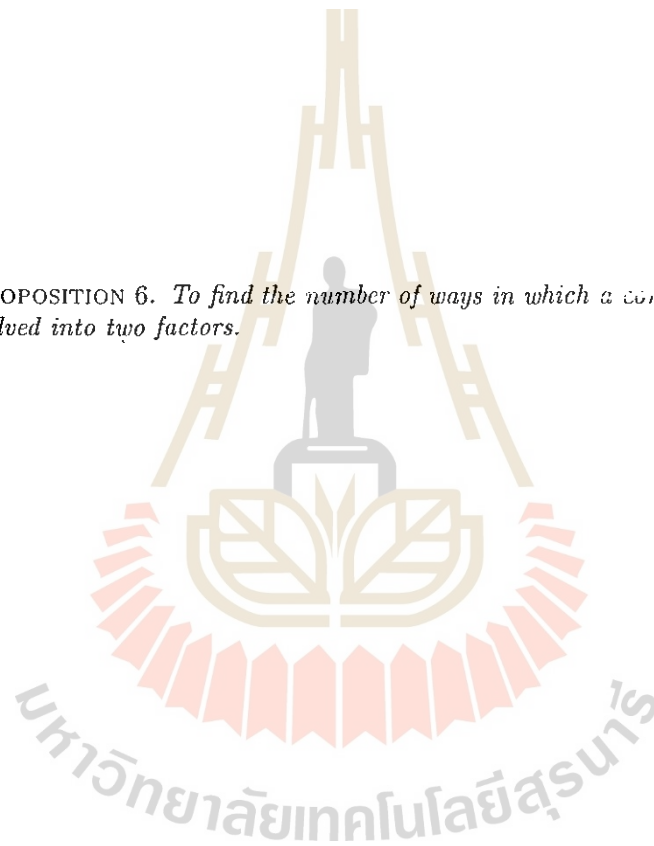 OPOSITION 6. To find the number of ways in which a
lved into two factors.
มหาวิทยาลัยเทคโนโลยีสุรนารี